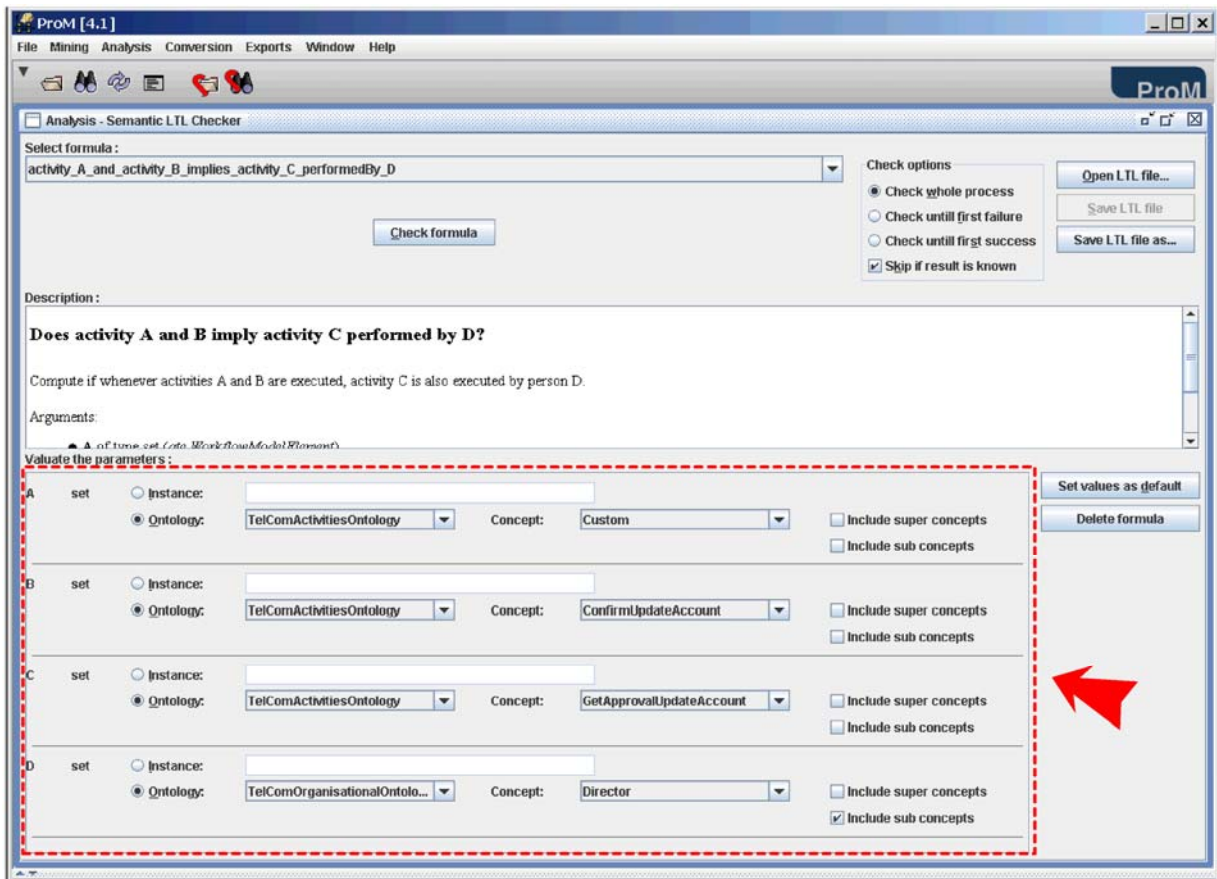 ProM [4.1]
File Mining Analysis Conversion Exports Window Help
ProM
Analysis - Semantic LTL Checker
Select formula :
activity_A_and_activity_B_implies_activity_C_performedBy_D
Check formula
Check options
Check whole process
Check untill first failure
Check untill first success
Skip if result is known
Open LTL file...
Save LTL file
Save LTL file as...
Description :
Does activity A and B imply activity C performed by D?
Compute if whenever activities A and B are executed, activity C is also executed by person D.
Arguments:
A of type set (ate.WorkflowModelElement)
Valuate the parameters :
A set Instance:
Ontology: TelComActivitiesOntology Concept: Custom Include super concepts
Include sub concepts
B set Instance:
Ontology: TelComActivitiesOntology Concept: ConfirmUpdateAccount Include super concepts
Include sub concepts
C set Instance:
Ontology: TelComActivitiesOntology Concept: GetApprovalUpdateAccount Include super concepts
Include sub concepts
D set Instance:
Ontology: TelComOrganisationalOntolo... Concept: Director Include super concepts
Include sub concepts
Set values as default
Delete formula